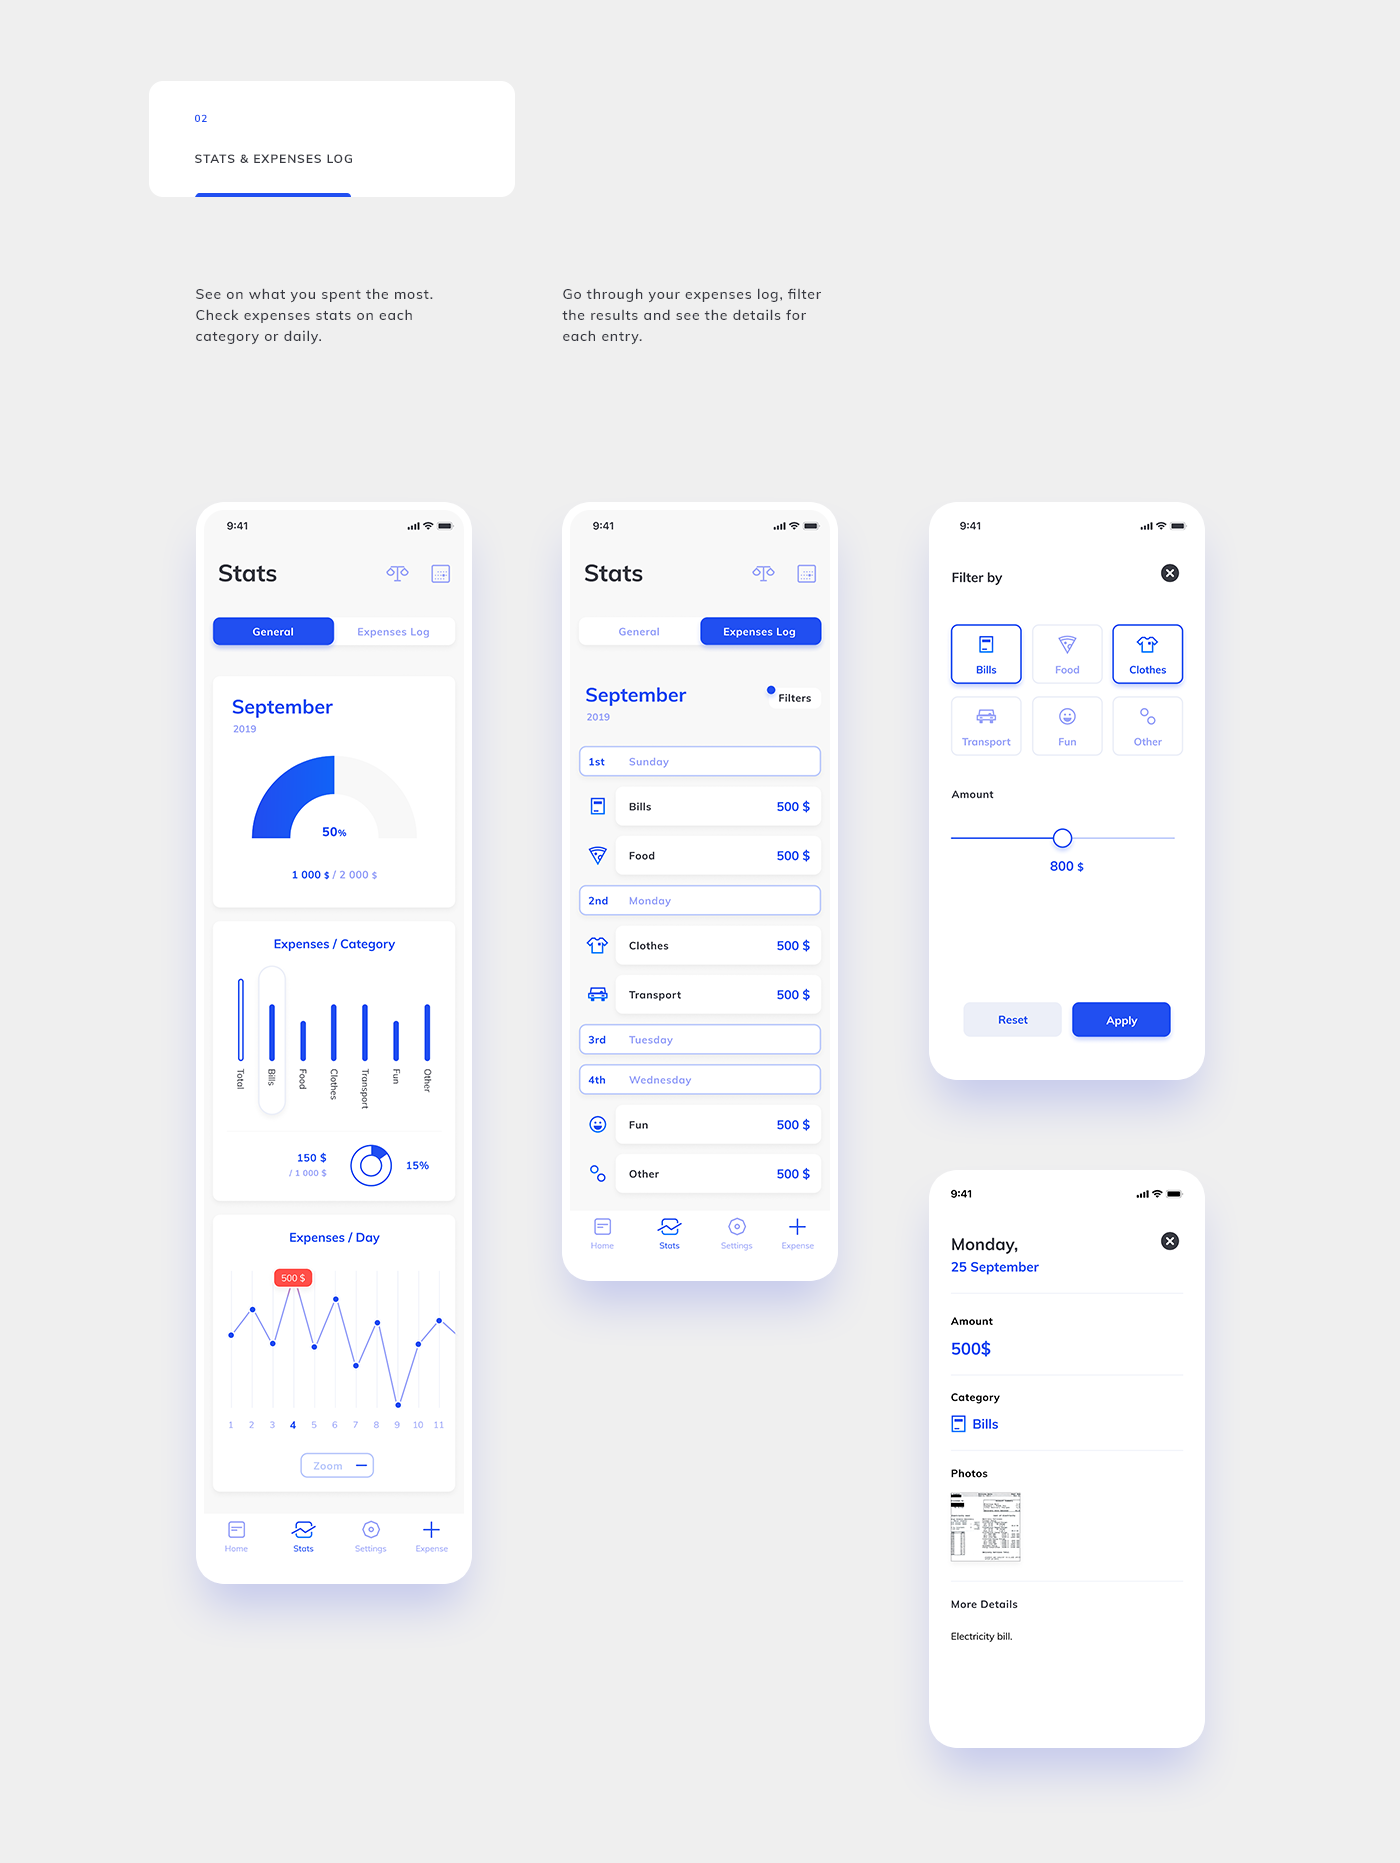 02
STATS & EXPENSES LOG
See on what you spent the most.
Check expenses stats on each
category or daily.
Go through your expenses log, filter
the results and see the details for
each entry.
9:41
Stats
General
Expenses Log
September
2019
50%
1 000 $ / 2 000 $
Expenses / Category
Total
Bills
Food
Clothes
Transport
Fun
Other
150 $
/ 1 000 $
15%
Expenses / Day
500 $
1 2 3 4 5 6 7 8 9 10 11
Zoom
Home
Stats
Settings
Expense
9:41
Stats
General
Expenses Log
September
2019
Filters
1st Sunday
Bills 500 $
Food 500 $
2nd Monday
Clothes 500 $
Transport 500 $
3rd Tuesday
4th Wednesday
Fun 500 $
Other 500 $
Home
Stats
Settings
Expense
9:41
Filter by
Bills
Food
Clothes
Transport
Fun
Other
Amount
800 $
Reset
Apply
9:41
Monday,
25 September
Amount
500$
Category
Bills
Photos
More Details
Electricity bill.